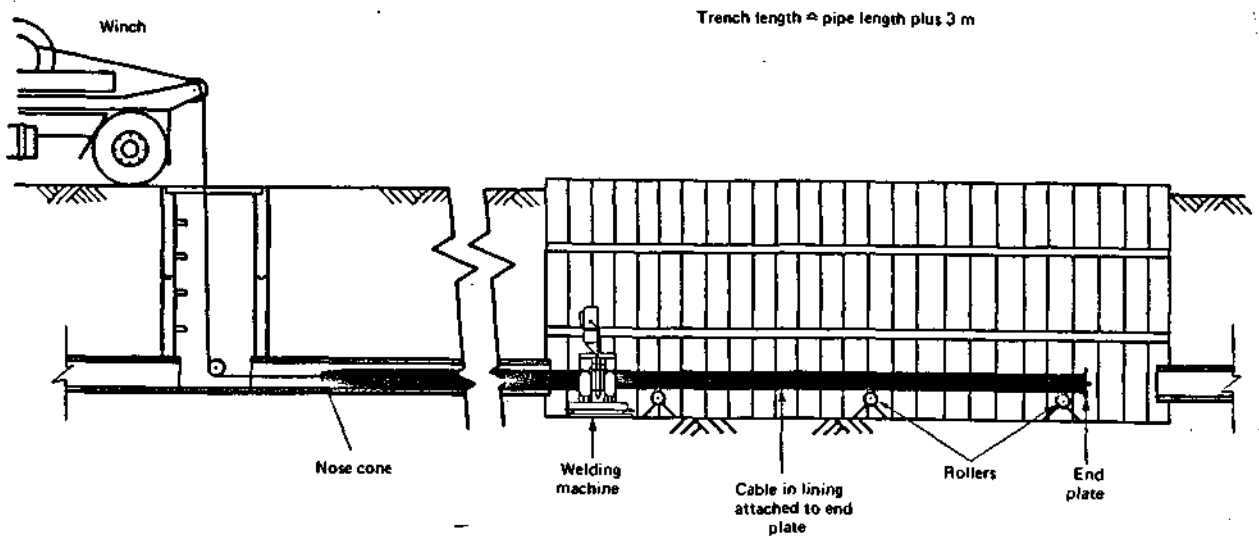 Winch
Trench length ≏ pipe length plus 3 m
Nose cone
Welding
machine
Cable in lining
attached to end
plate
Rollers
End
plate